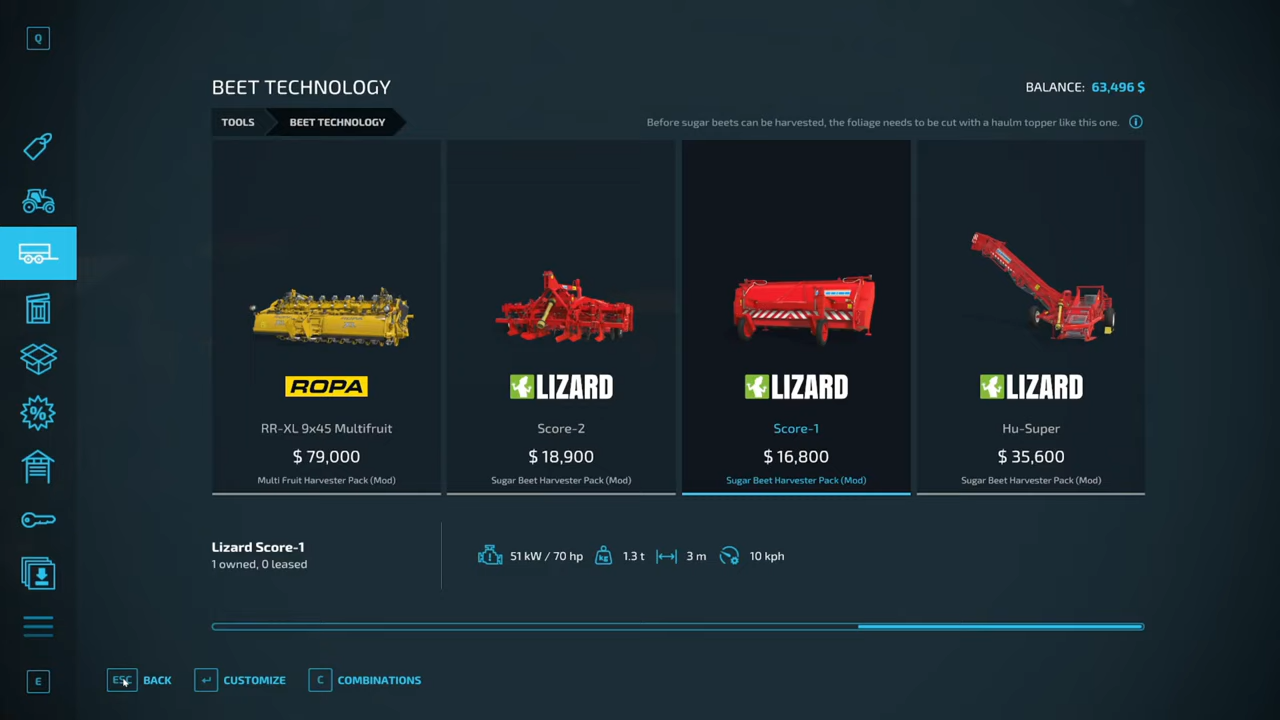 Q
BEET TECHNOLOGY
BALANCE: 63,496 $
TOOLS
BEET TECHNOLOGY
Before sugar beets can be harvested, the foliage needs to be cut with a haulm topper like this one.
ROPA
LIZARD
LIZARD
LIZARD
RR-XL 9x45 Multifruit
Score-2
Score-1
Hu-Super
$ 79,000
$ 18,900
$ 16,800
$ 35,600
Multi Fruit Harvester Pack (Mod)
Sugar Beet Harvester Pack (Mod)
Sugar Beet Harvester Pack (Mod)
Sugar Beet Harvester Pack (Mod)
Lizard Score-1
1 owned, 0 leased
51 kW / 70 hp
kg
1.3 t
3 m
10 kph
E
ESC BACK
CUSTOMIZE
C COMBINATIONS